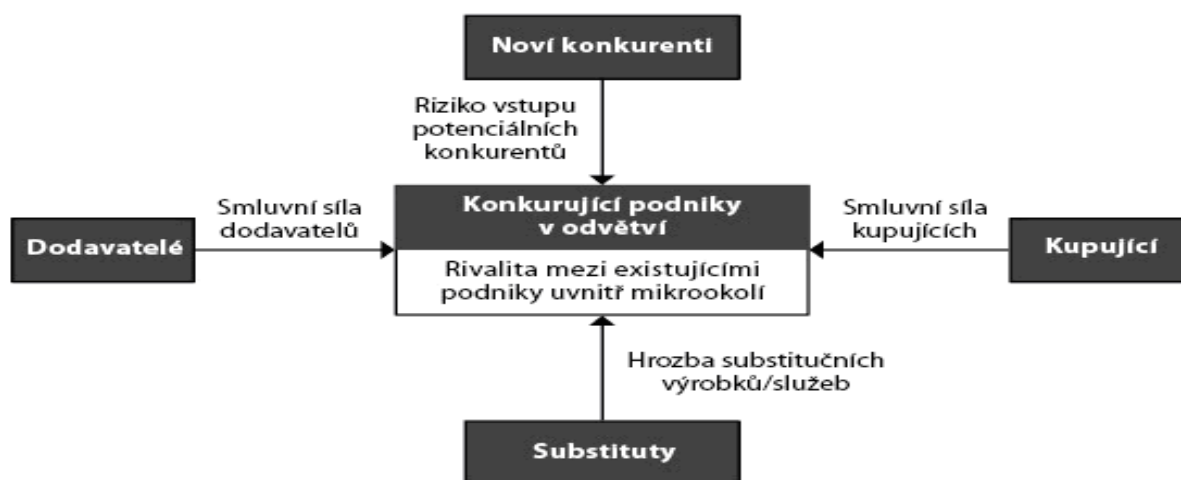 Noví konkurenti
Riziko vstupu
potenciálních
konkurentů
Smluvní síla
dodavatelů
Dodavatelé
Konkurující podniky
v odvětví
Rivalita mezi existujícími
podniky uvnitř mikrookolí
Smluvní síla
kupujících
Kupující
Hrozba substitučních
výrobků/služeb
Substituty